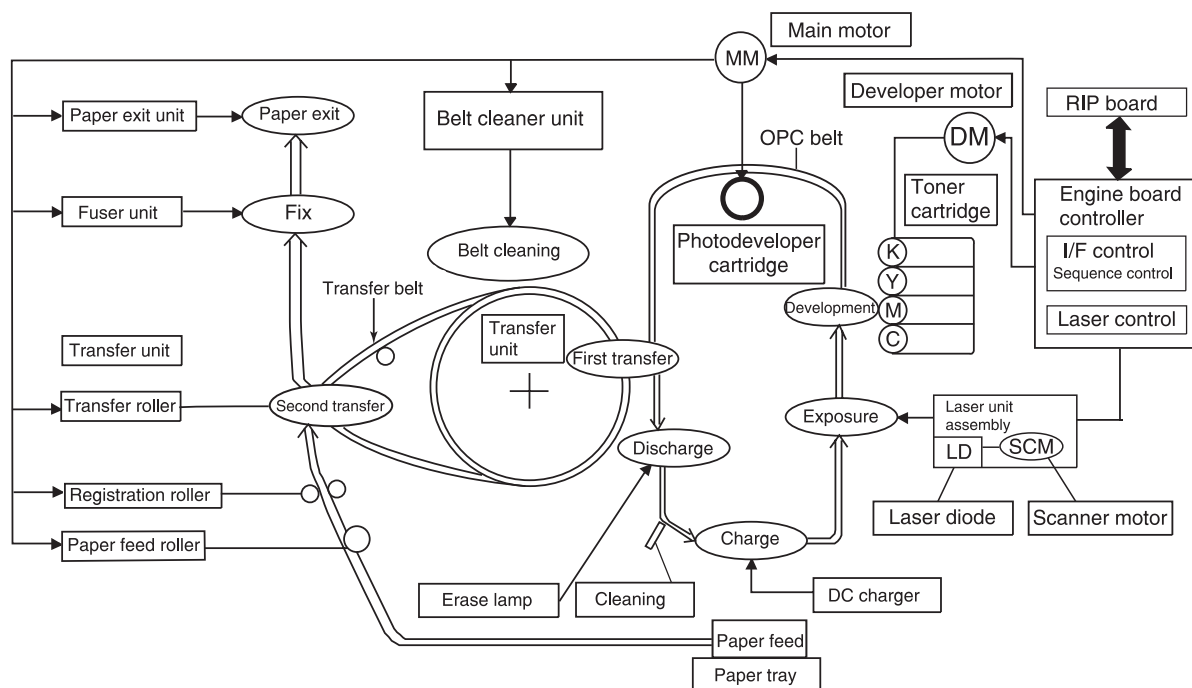 Main motor
MM
Developer motor
RIP board
Paper exit unit
Paper exit
Belt cleaner unit
OPC belt
DM
Toner
cartridge
Engine board
controller
Fuser unit
Fix
Belt cleaning
Photodeveloper
cartridge
K
I/F control
Sequence control
Y
Transfer belt
Development
M
Laser control
C
Transfer unit
Transfer
unit
First transfer
Transfer roller
Second transfer
Exposure
Laser unit
assembly
LD
SCM
Discharge
Registration roller
Laser diode
Scanner motor
Paper feed roller
Charge
Erase lamp
Cleaning
DC charger
Paper feed
Paper tray